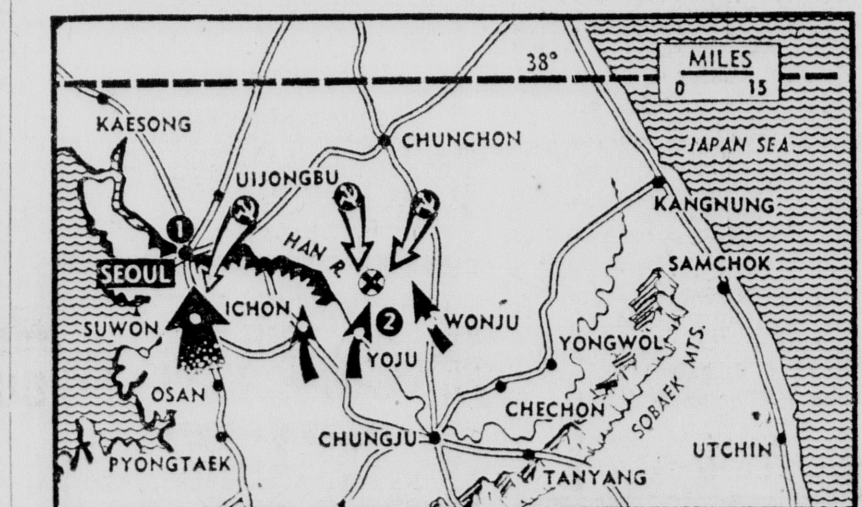 38°
MILES
0 15
KAESONG
CHUNCHON
JAPAN SEA
UIJONGBU
KANGNUNG
1
HAN R.
SEOUL
SAMCHOK
ICHON
SUWON
2
WONJU
YOJU
YONGWOL
SOBAEK MTS.
OSAN
CHECHON
CHUNGJU
UTCHIN
PYONGTAEK
TANYANG